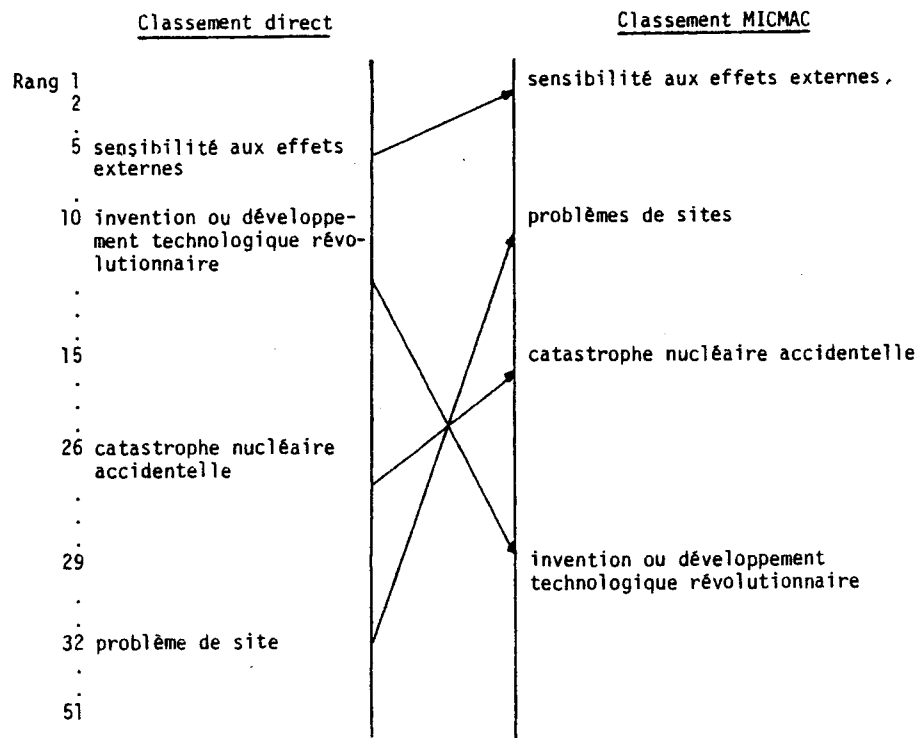 Classement direct
Classement MICMAC
Rang 1
sensibilité aux effets externes.
2
.
5 sensibilité aux effets
externes
.
10 invention ou développe-
ment technologique révo-
lutionnaire
problèmes de sites
.
.
.
15
catastrophe nucléaire accidentelle
.
.
.
26 catastrophe nucléaire
accidentelle
.
.
.
29
invention ou développement
technologique révolutionnaire
.
.
32 problème de site
.
.
51